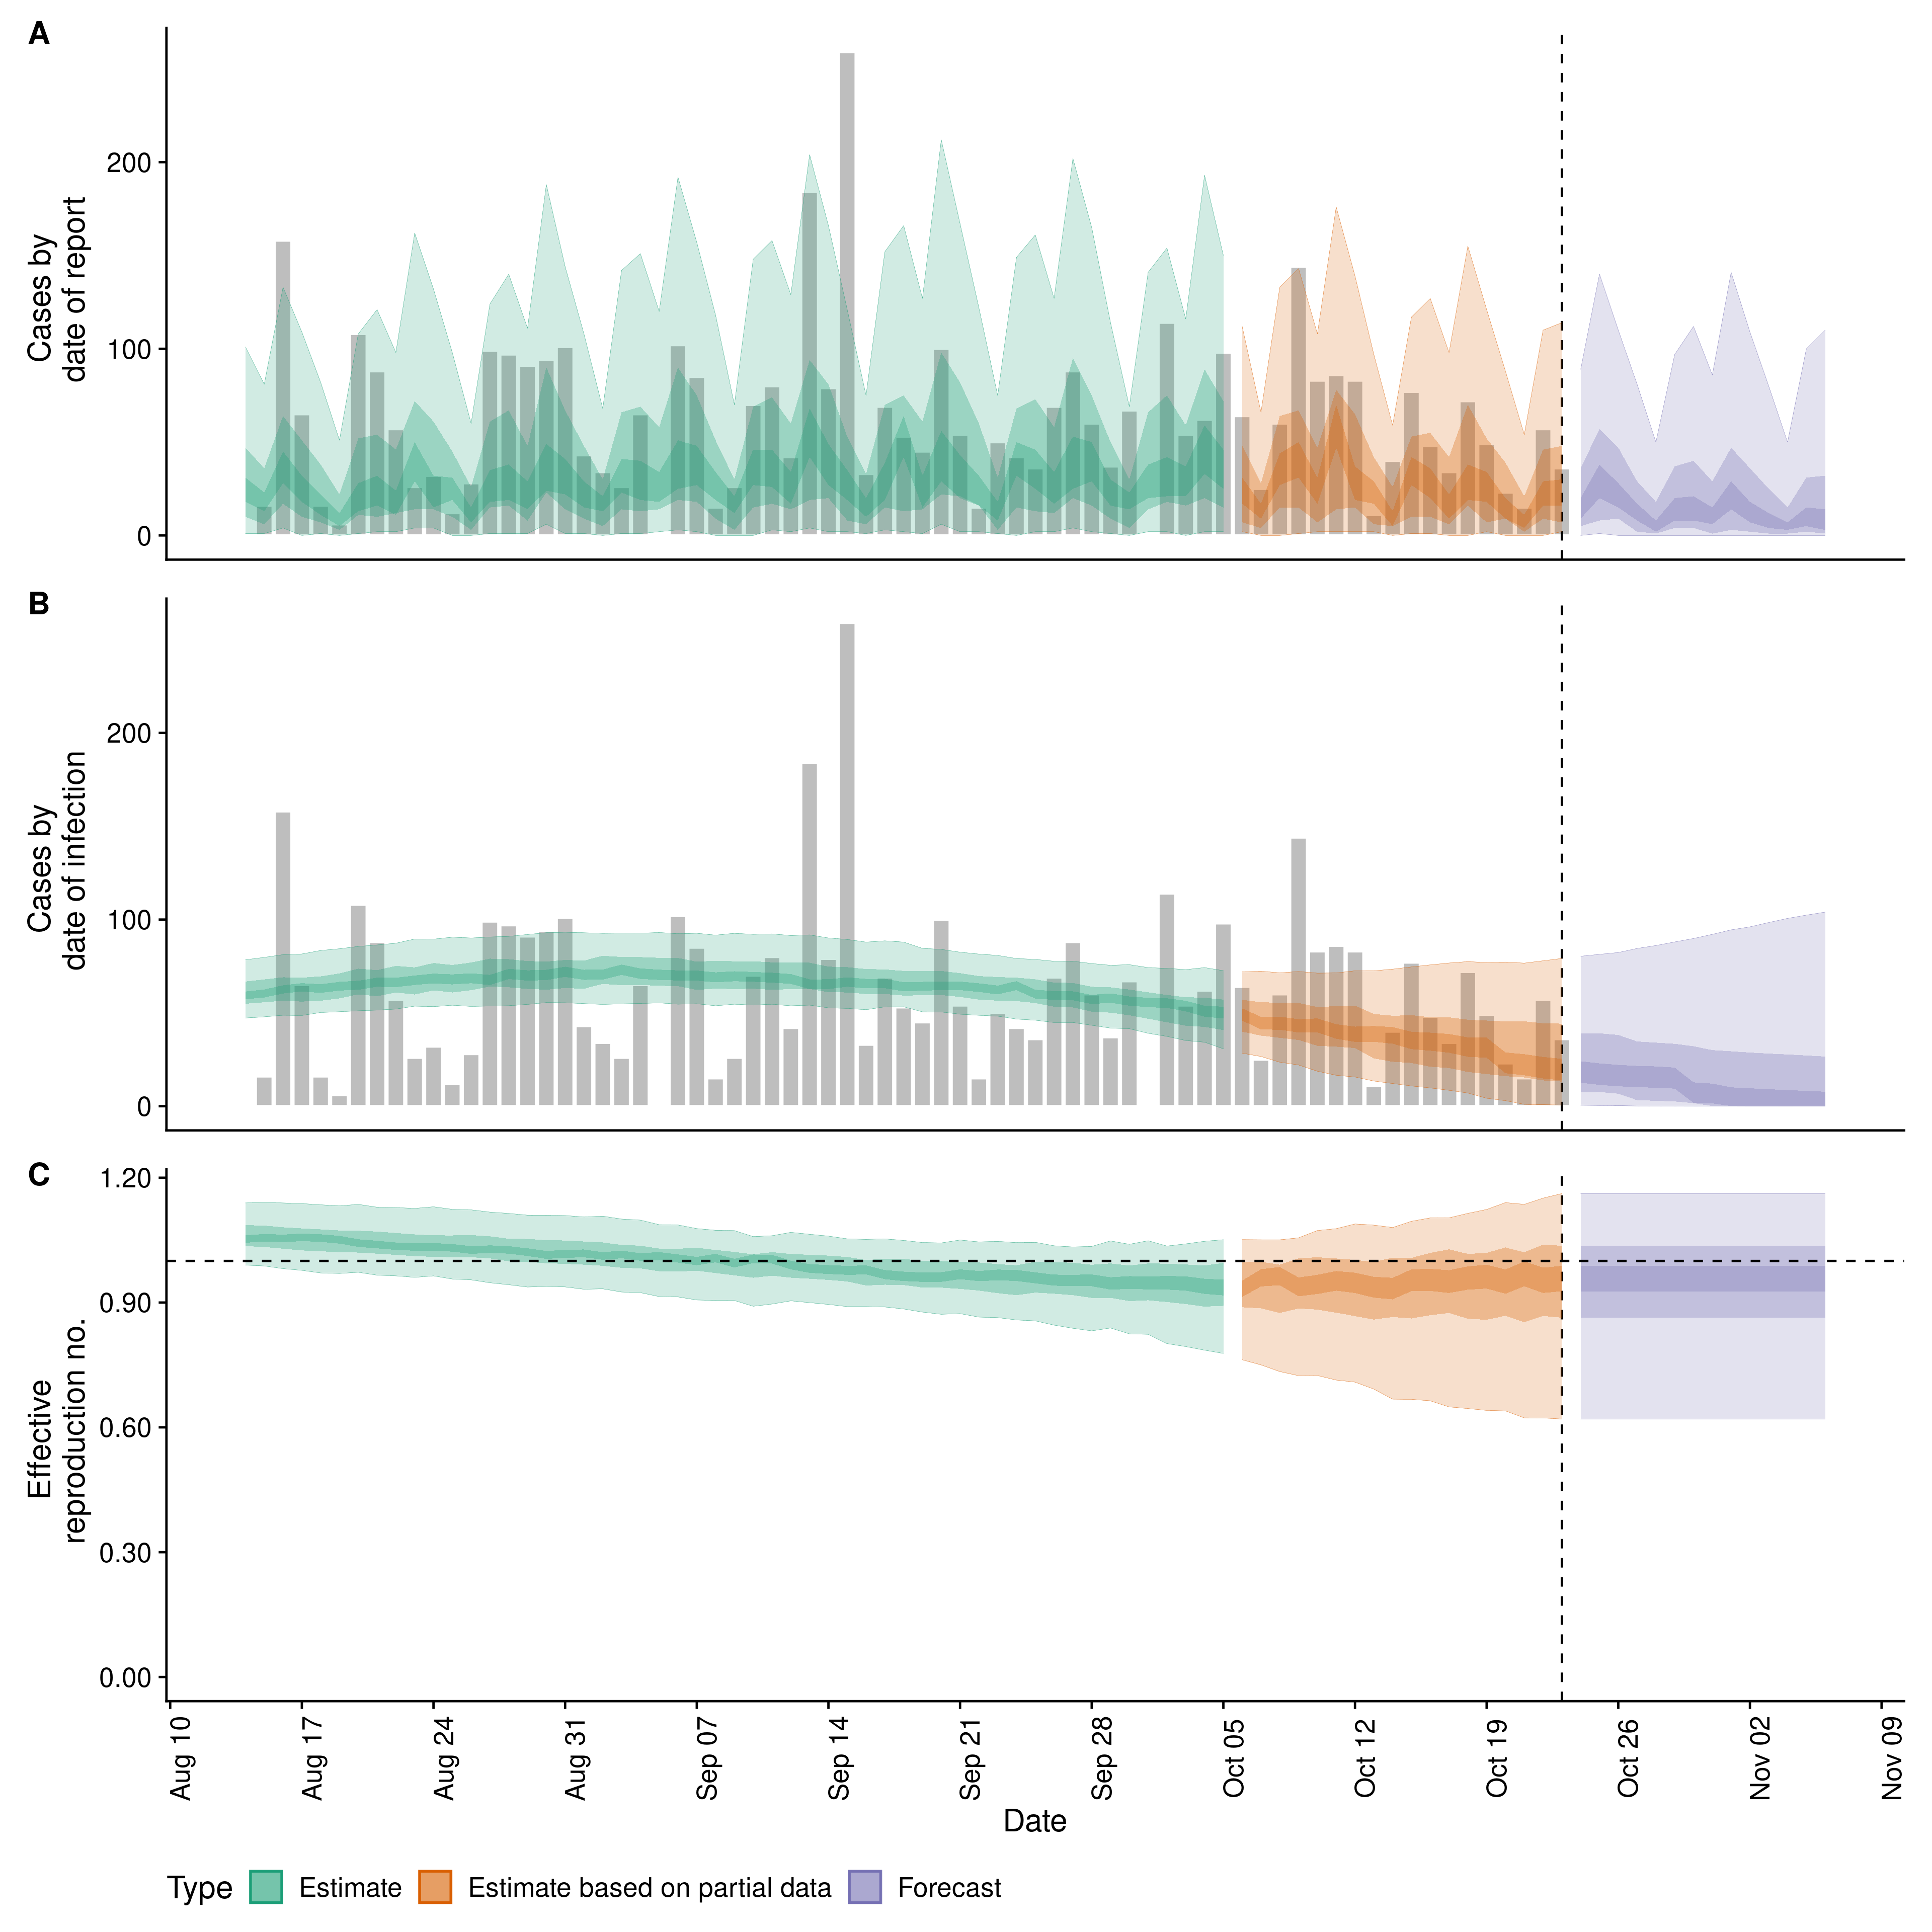 A
Cases by
date of report
200
100
0
B
Cases by
date of infection
200
100
0
C
Effective
reproduction no.
1.20
0.90
0.60
0.30
0.00
Aug 10
Aug 17
Aug 24
Aug 31
Sep 07
Sep 14
Sep 21
Sep 28
Oct 05
Oct 12
Oct 19
Oct 26
Nov 02
Nov 09
Date
Type Estimate Estimate based on partial data Forecast